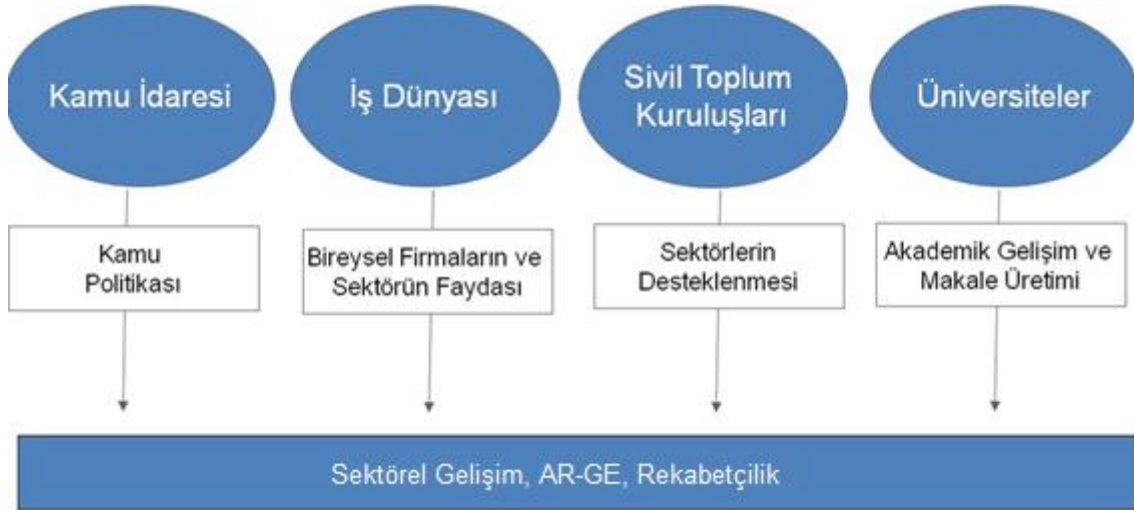 Kamu İdaresi
İş Dünyası
Sivil Toplum
Kuruluşları
Üniversiteler
Kamu
Politikası
Bireysel Firmaların ve
Sektörün Faydası
Sektörlerin
Desteklenmesi
Akademik Gelişim ve
Makale Üretimi
Sektörel Gelişim, AR-GE, Rekabetçilik